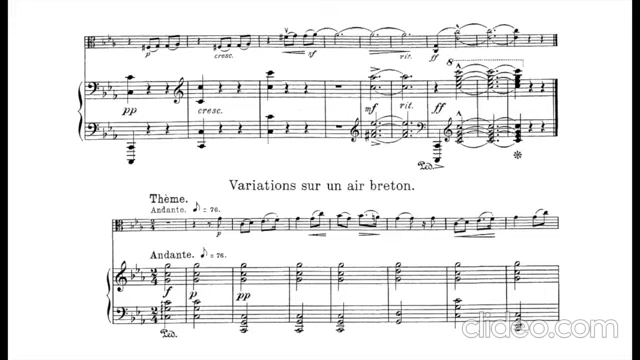 p cresc. sf rit. ff
8
pp cresc. mf rit. ff
Ped.
Variations sur un air breton.
Thème.
Andante. = 76.
p
Andante. = 76.
f p pp
Ped.
clideo.com